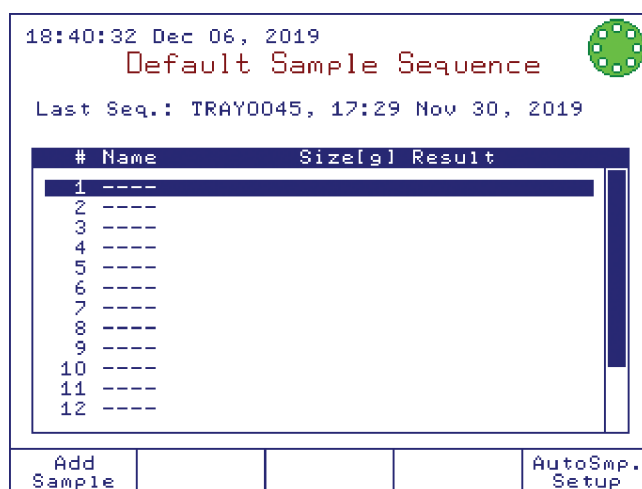 18:40:32 Dec 06, 2019
Default Sample Sequence
Last Seq.: TRAY0045, 17:29 Nov 30, 2019
# Name Size[g] Result
1 ----
2 ----
3 ----
4 ----
5 ----
6 ----
7 ----
8 ----
9 ----
10 ----
11 ----
12 ----
Add Sample
AutoSmp. Setup